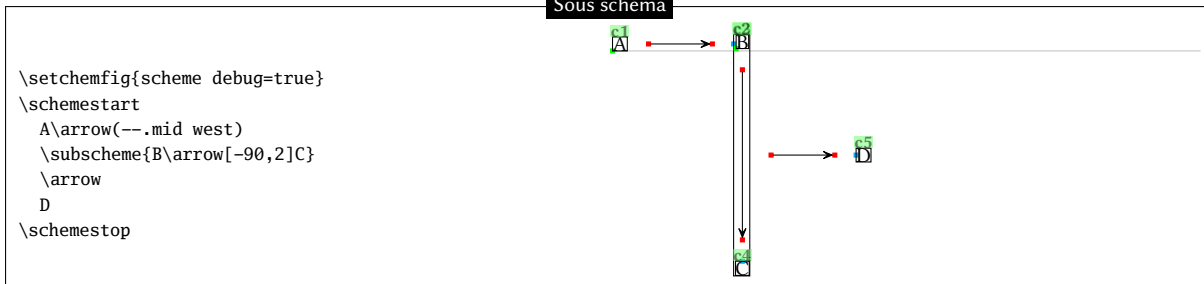 Sous schéma
\setchemfig{scheme debug=true}
\schemestart
  A\arrow(--.mid west)
  \subscheme{B\arrow[-90,2]C}
  \arrow
  D
\schemestop
c1
A
c2
B
c5
D
c4
C